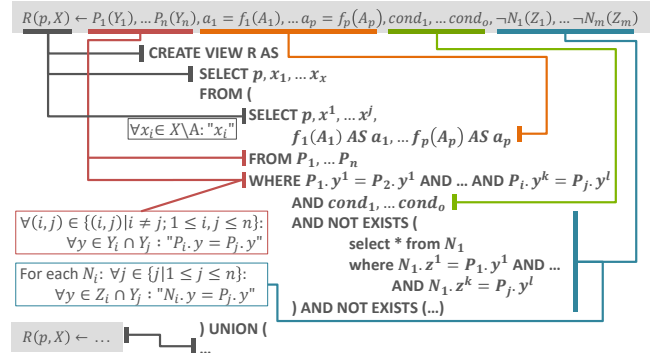 R(p, X) ← P₁(Y₁), … Pₙ(Yₙ), a₁ = f₁(A₁), … aₚ = fₚ(Aₚ), cond₁, … condₒ, ¬N₁(Z₁), … ¬Nₘ(Zₘ)
CREATE VIEW R AS
SELECT p, x₁, … xₓ
FROM (
SELECT p, x¹, … xʲ,
∀xᵢ ∈ X\A: "xᵢ"
f₁(A₁) AS a₁, … fₚ(Aₚ) AS aₚ
FROM P₁, … Pₙ
WHERE P₁. y¹ = P₂. y¹ AND … AND Pᵢ. yᵏ = Pⱼ. yˡ
AND cond₁, … condₒ
∀(i, j) ∈ {(i, j)|i ≠ j; 1 ≤ i, j ≤ n}:
∀y ∈ Yᵢ ∩ Yⱼ : "Pᵢ. y = Pⱼ. y"
AND NOT EXISTS (
select * from N₁
where N₁. z¹ = P₁. y¹ AND …
AND N₁. zᵏ = Pⱼ. yˡ
For each Nᵢ: ∀j ∈ {j|1 ≤ j ≤ n}:
∀y ∈ Zᵢ ∩ Yⱼ : "Nᵢ. y = Pⱼ. y"
) AND NOT EXISTS (…)
R(p, X) ← …
) UNION (
…